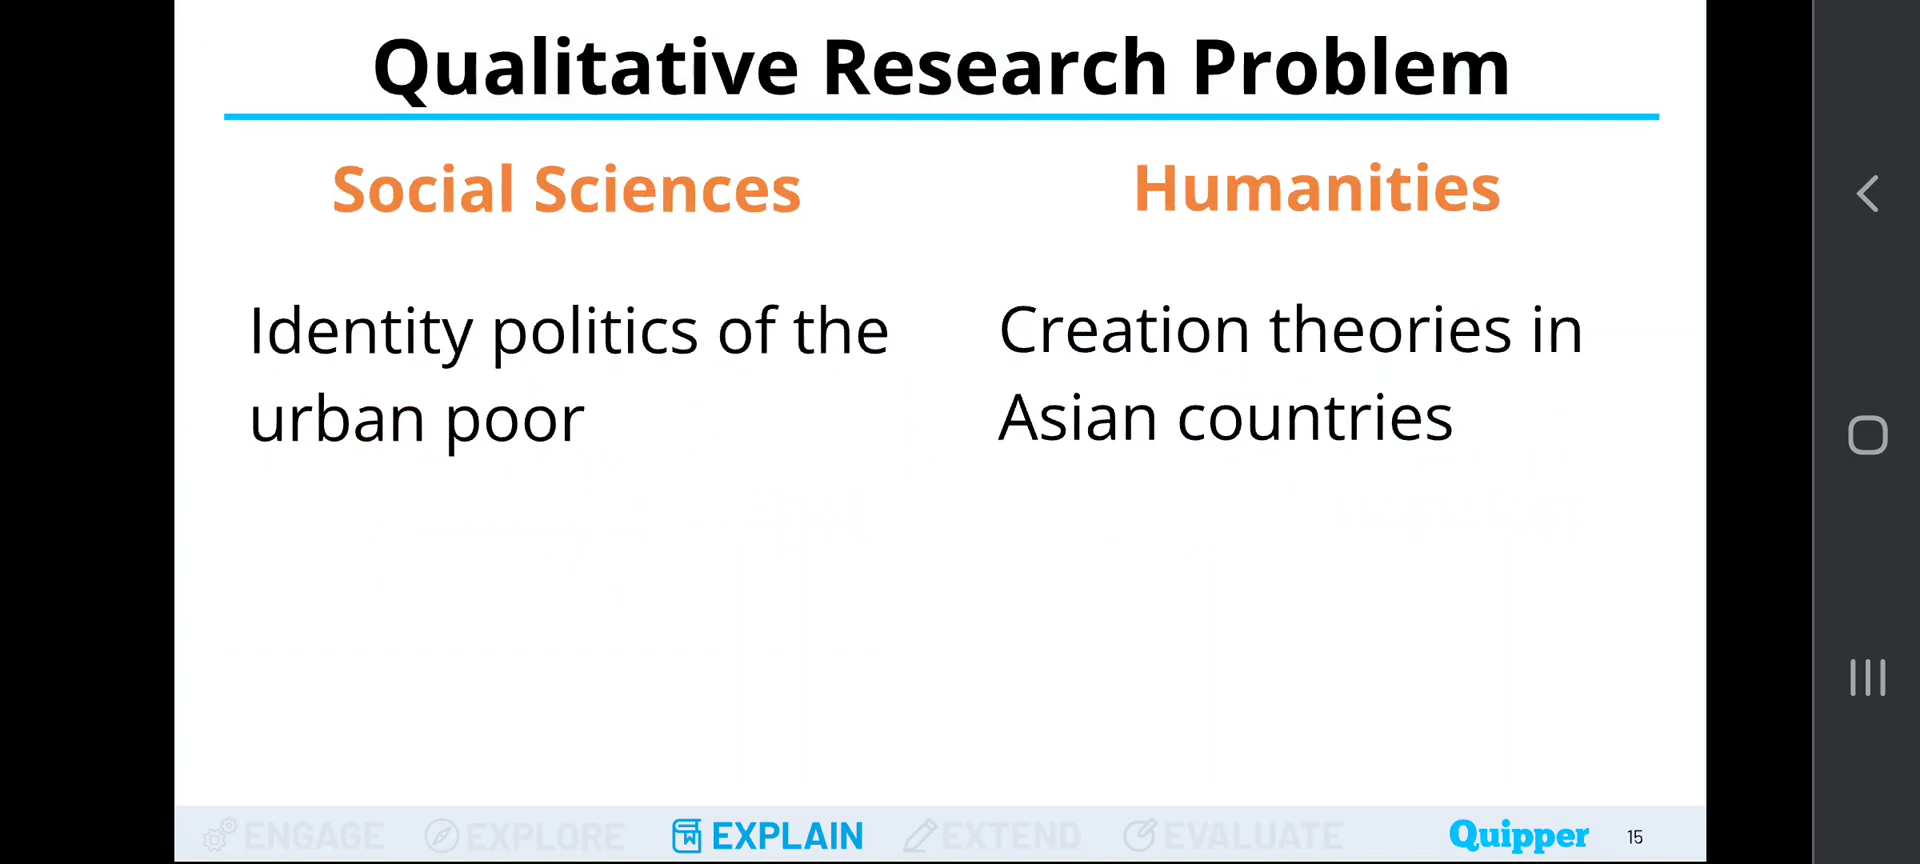 Qualitative Research Problem
Social Sciences
Identity politics of the
urban poor
Humanities
Creation theories in
Asian countries
ENGAGE
EXPLORE
EXPLAIN
EXTEND
EVALUATE
Quipper
15